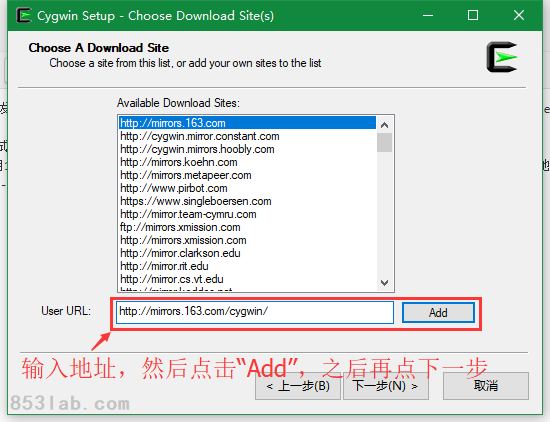 Cygwin Setup - Choose Download Site(s)
Choose A Download Site
Choose a site from this list, or add your own sites to the list
Available Download Sites:
http://mirrors.163.com
http://cygwin.mirror.constant.com
http://cygwin.mirrors.hoobly.com
http://mirrors.koehn.com
http://mirrors.metapeer.com
http://www.pirbot.com
https://www.singleboersen.com
http://mirror.team-cymru.com
ftp://mirrors.xmission.com
http://mirrors.xmission.com
http://mirror.clarkson.edu
http://mirror.rit.edu
http://mirror.cs.vt.edu
User URL:
http://mirrors.163.com/cygwin/
Add
输入地址，然后点击“Add”，之后再点下一步
< 上一步(B)
下一步(N) >
取消
853lab.com